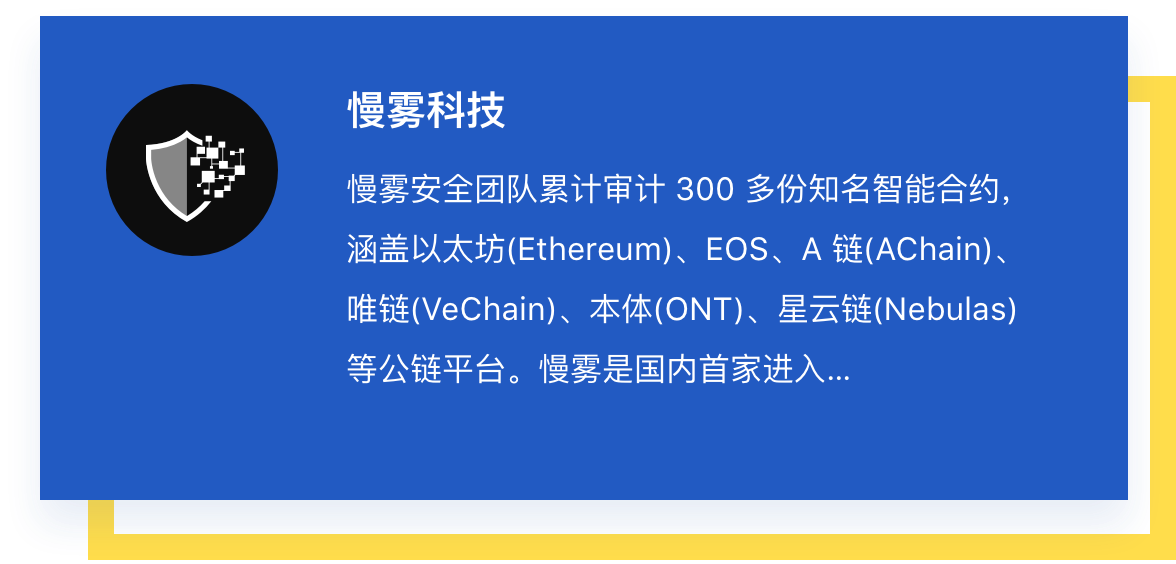 慢雾科技
慢雾安全团队累计审计 300 多份知名智能合约,
涵盖以太坊(Ethereum)、EOS、A 链(AChain)、
唯链(VeChain)、本体(ONT)、星云链(Nebulas)
等公链平台。慢雾是国内首家进入...